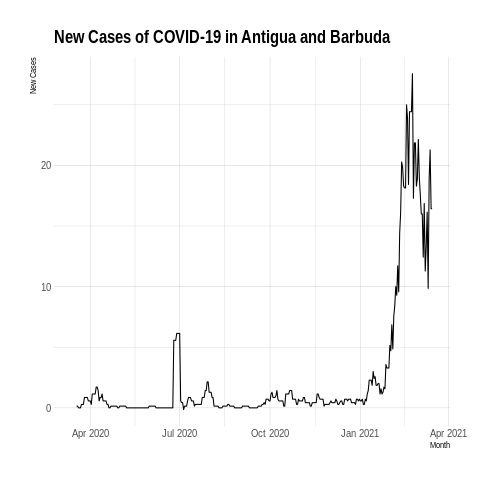 New Cases of COVID-19 in Antigua and Barbuda
New Cases
20
10
0
Apr 2020 Jul 2020 Oct 2020 Jan 2021 Apr 2021
Month